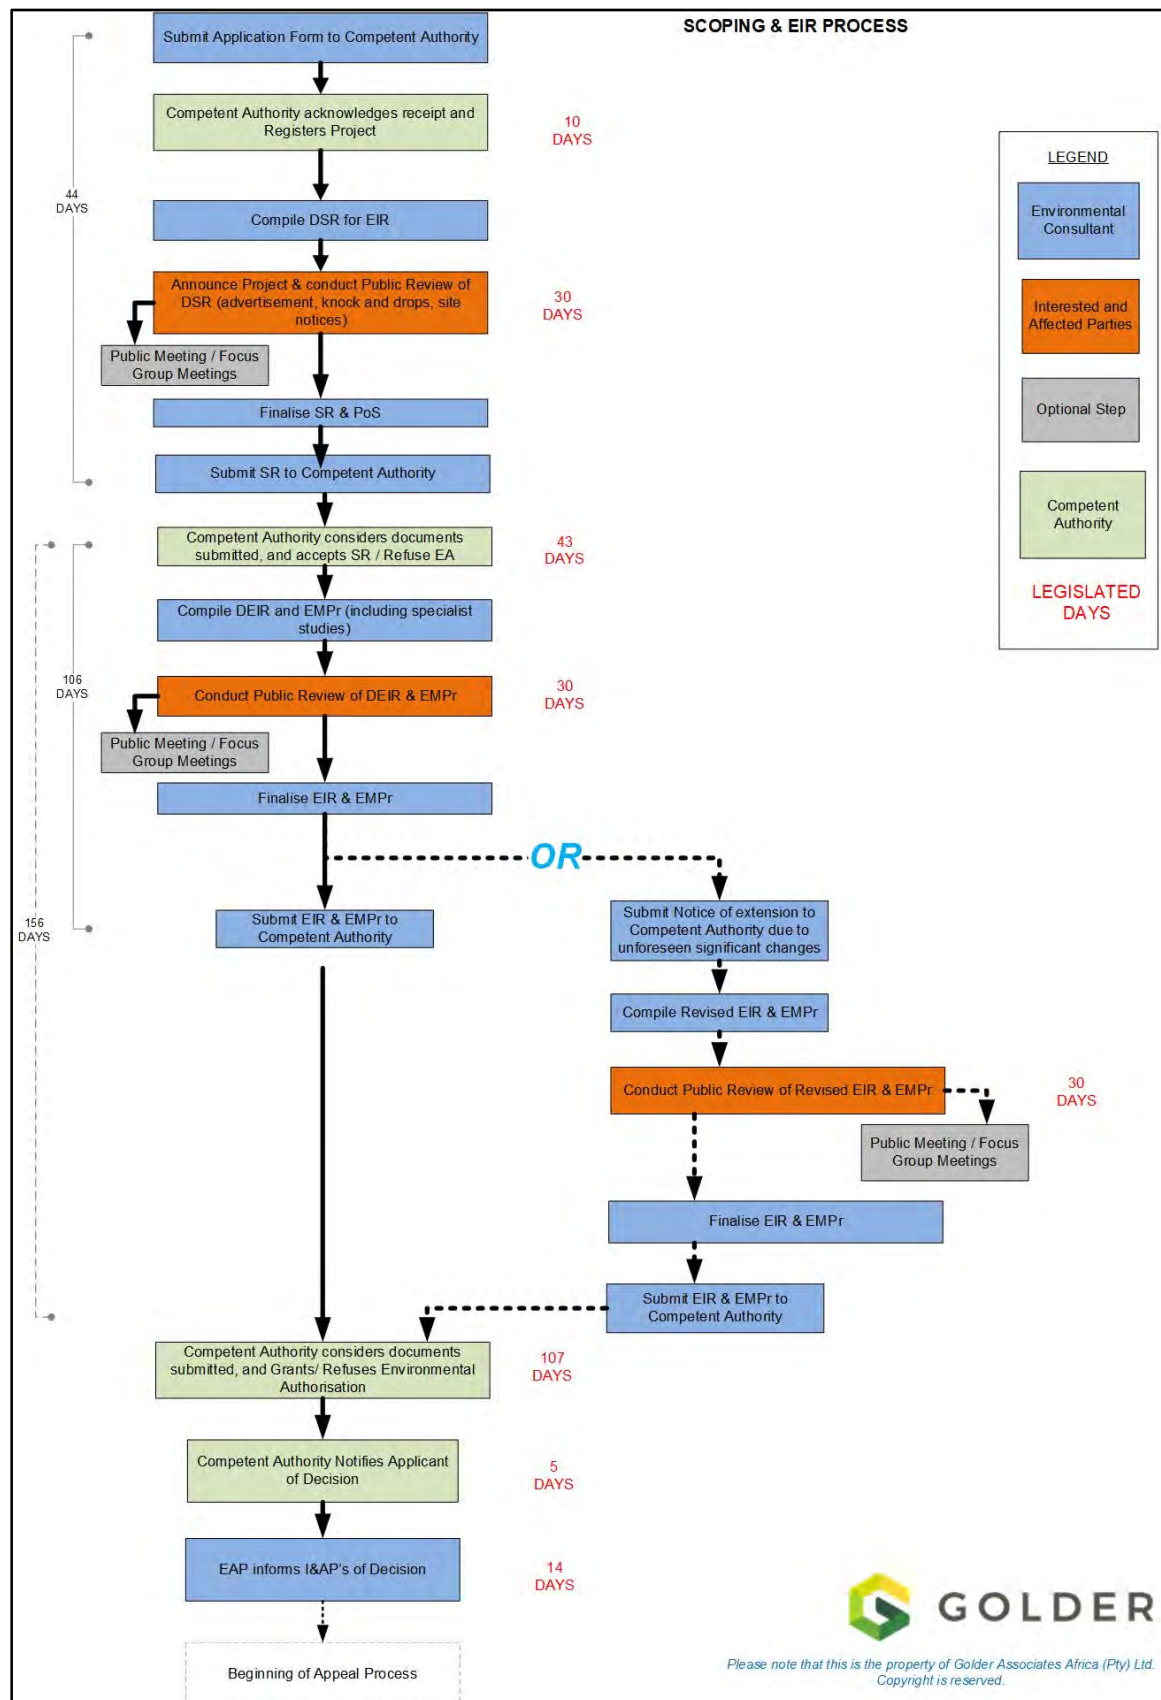 SCOPING & EIR PROCESS
Submit Application Form to Competent Authority
Competent Authority acknowledges receipt and
Registers Project
10
DAYS
LEGEND
Environmental
Consultant
Interested and
Affected Parties
Optional Step
Competent
Authority
LEGISLATED
DAYS
44
DAYS
Compile DSR for EIR
Announce Project & conduct Public Review of
DSR (advertisement, knock and drops, site
notices)
30
DAYS
Public Meeting / Focus
Group Meetings
Finalise SR & PoS
Submit SR to Competent Authority
Competent Authority considers documents
submitted, and accepts SR / Refuse EA
43
DAYS
Compile DEIR and EMPr (including specialist
studies)
106
DAYS
Conduct Public Review of DEIR & EMPr
30
DAYS
Public Meeting / Focus
Group Meetings
Finalise EIR & EMPr
OR
Submit EIR & EMPr to
Competent Authority
156
DAYS
Submit Notice of extension to
Competent Authority due to
unforeseen significant changes
Compile Revised EIR & EMPr
Conduct Public Review of Revised EIR & EMPr
30
DAYS
Public Meeting / Focus
Group Meetings
Finalise EIR & EMPr
Submit EIR & EMPr to
Competent Authority
Competent Authority considers documents
submitted, and Grants/ Refuses Environmental
Authorisation
107
DAYS
Competent Authority Notifies Applicant
of Decision
5
DAYS
EAP informs I&AP's of Decision
14
DAYS
Beginning of Appeal Process
GOLDER
Please note that this is the property of Golder Associates Africa (Pty) Ltd.
Copyright is reserved.